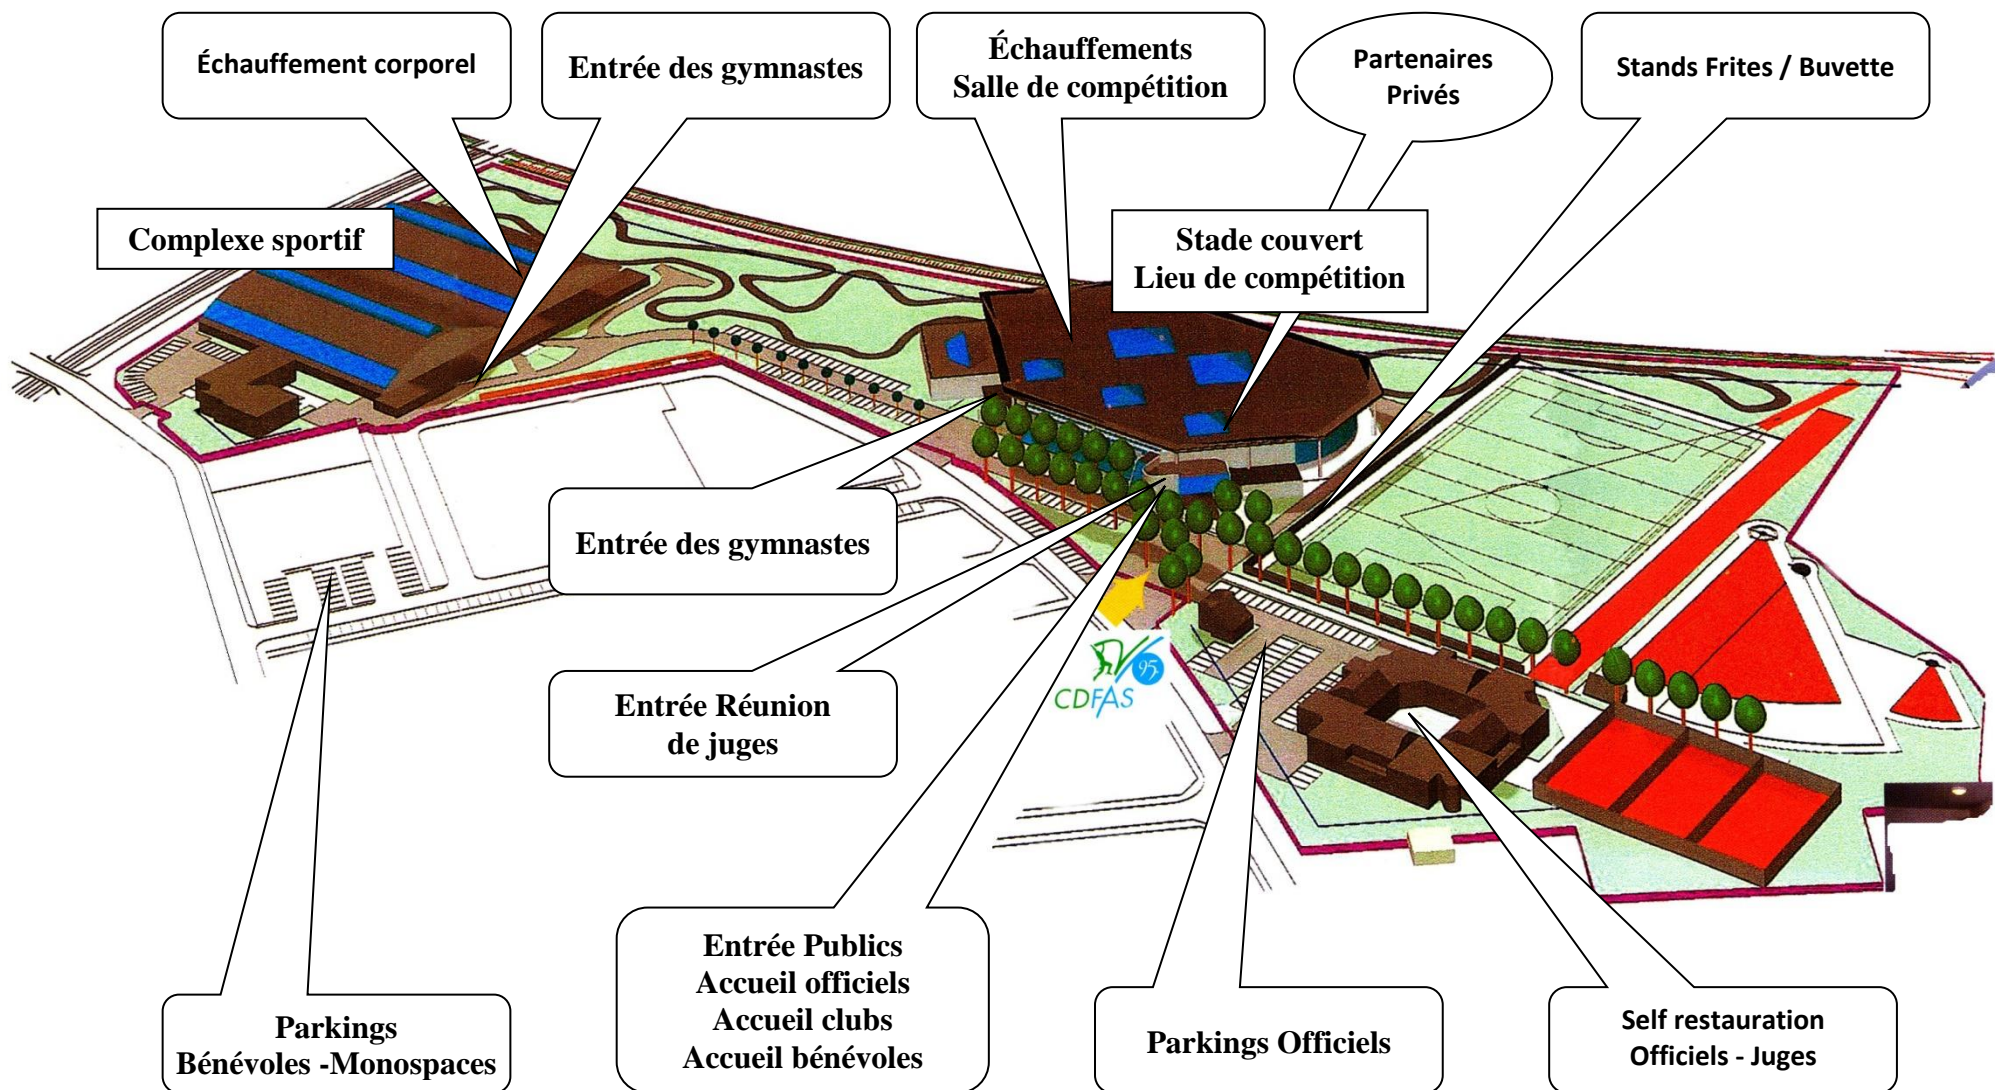 Échauffement corporel
Entrée des gymnastes
Échauffements
Salle de compétition
Partenaires
Privés
Stands Frites / Buvette
Complexe sportif
Stade couvert
Lieu de compétition
Entrée des gymnastes
Entrée Réunion
de juges
95
CDFAS
Entrée Publics
Accueil officiels
Accueil clubs
Accueil bénévoles
Parkings
Bénévoles -Monospaces
Parkings Officiels
Self restauration
Officiels - Juges